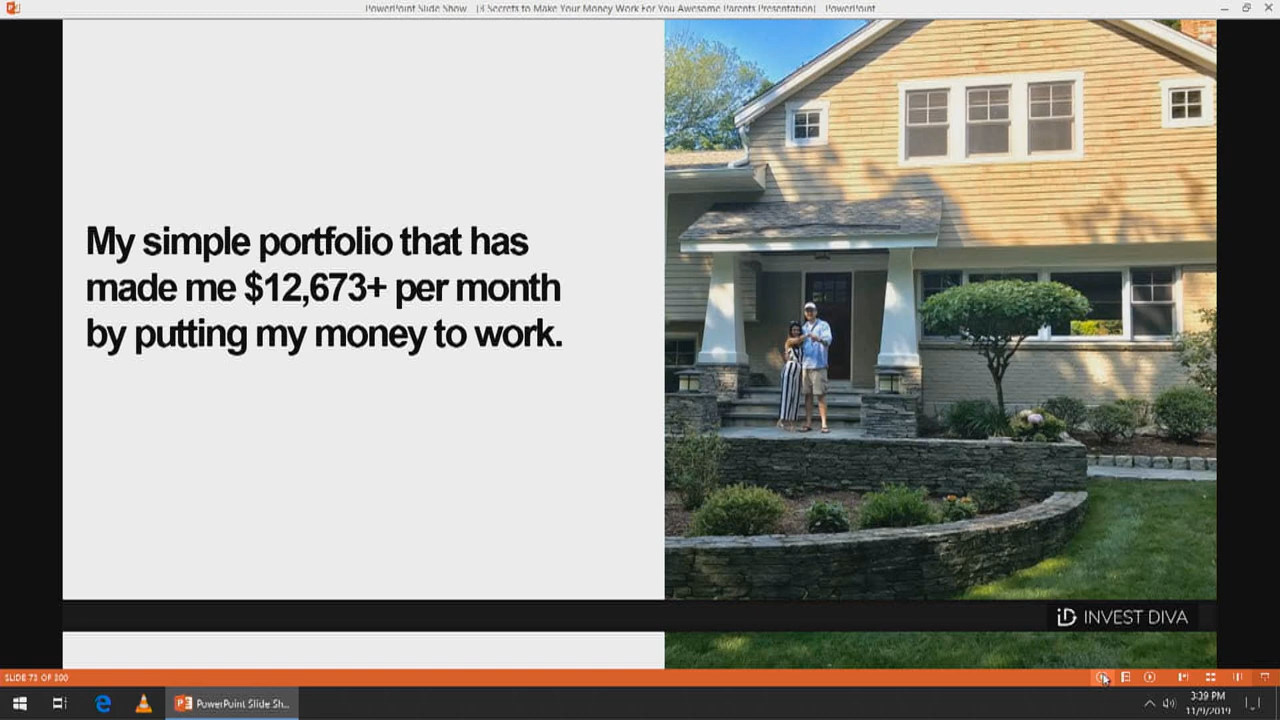 PowerPoint Slide Show - [3 Secrets to Make Your Money Work For You Awesome Parents Presentation] - PowerPoint
My simple portfolio that has
made me $12,673+ per month
by putting my money to work.
iD INVEST DIVA
SLIDE 73 OF 300
PowerPoint Slide Sh...
3:39 PM
11/9/2019